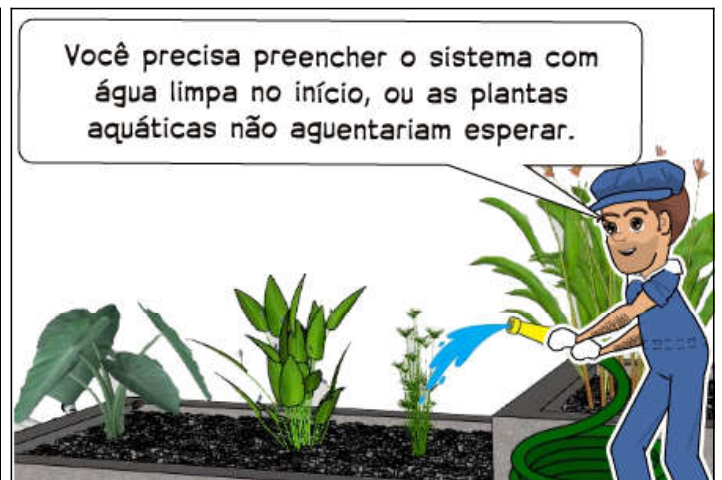 Você precisa preencher o sistema com
água limpa no início, ou as plantas
aquáticas não aguentariam esperar.